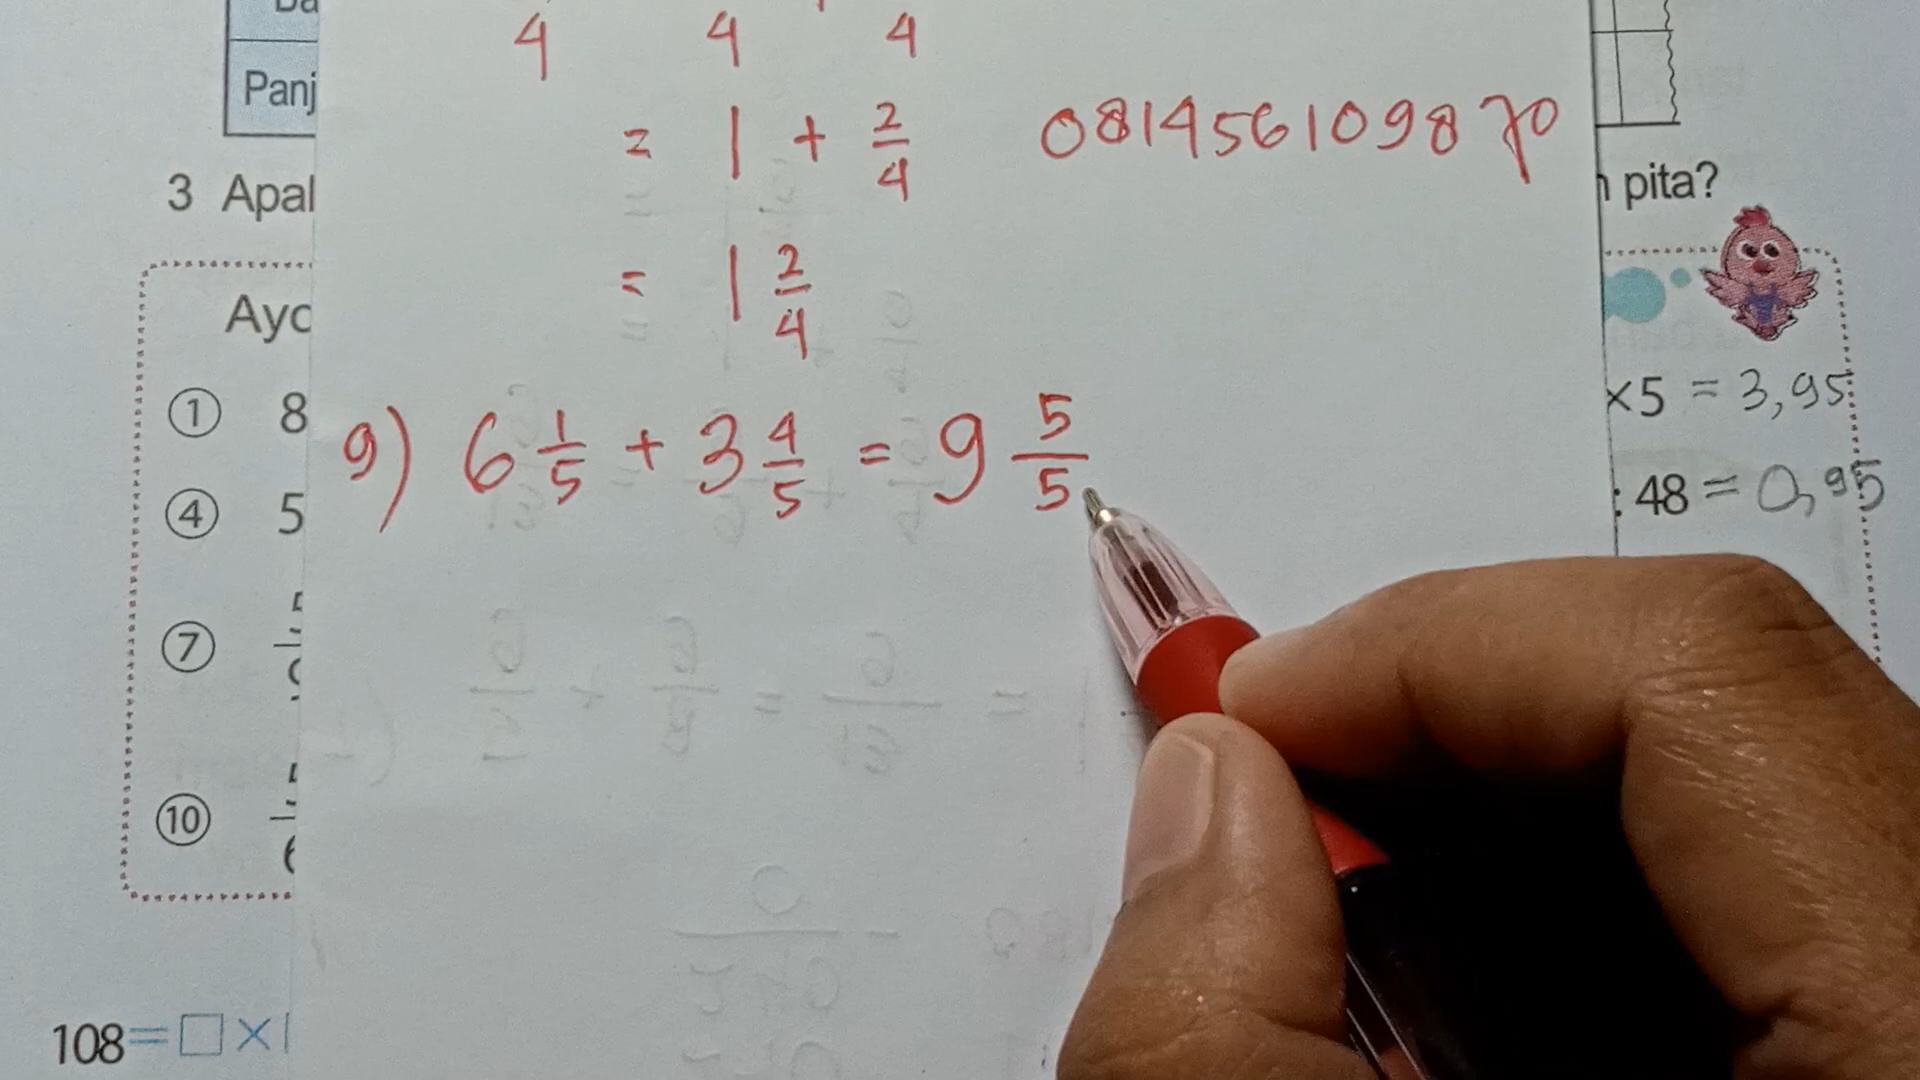 4 4 4
Panj
= 1 + 2/4 081456109870
3 Apal
pita?
= 1 2/4
Ayo
① 8
×5 = 3,95
9) 6 1/5 + 3 4/5 = 9 5/5
④ 5
: 48 = 0,95
⑦
⑩
108 = □ ×